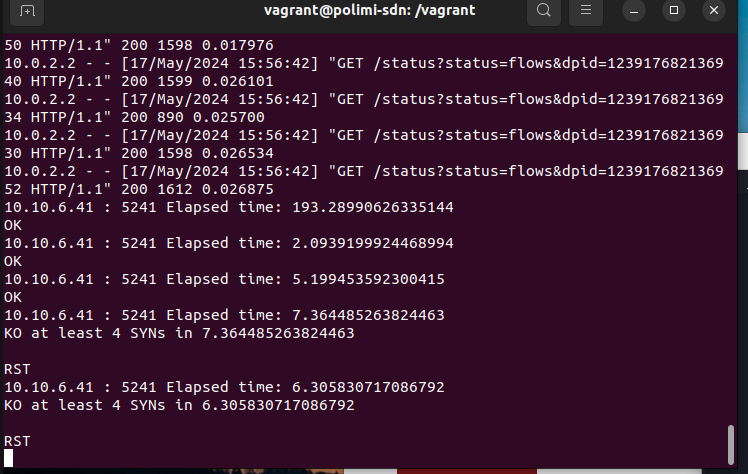 vagrant@polimi-sdn: /vagrant
50 HTTP/1.1" 200 1598 0.017976
10.0.2.2 - - [17/May/2024 15:56:42] "GET /status?status=flows&dpid=1239176821369
40 HTTP/1.1" 200 1599 0.026101
10.0.2.2 - - [17/May/2024 15:56:42] "GET /status?status=flows&dpid=1239176821369
34 HTTP/1.1" 200 890 0.025700
10.0.2.2 - - [17/May/2024 15:56:42] "GET /status?status=flows&dpid=1239176821369
30 HTTP/1.1" 200 1598 0.026534
10.0.2.2 - - [17/May/2024 15:56:42] "GET /status?status=flows&dpid=1239176821369
52 HTTP/1.1" 200 1612 0.026875
10.10.6.41 : 5241 Elapsed time: 193.28990626335144
OK
10.10.6.41 : 5241 Elapsed time: 2.0939199924468994
OK
10.10.6.41 : 5241 Elapsed time: 5.199453592300415
OK
10.10.6.41 : 5241 Elapsed time: 7.364485263824463
KO at least 4 SYNs in 7.364485263824463
RST
10.10.6.41 : 5241 Elapsed time: 6.305830717086792
KO at least 4 SYNs in 6.305830717086792
RST